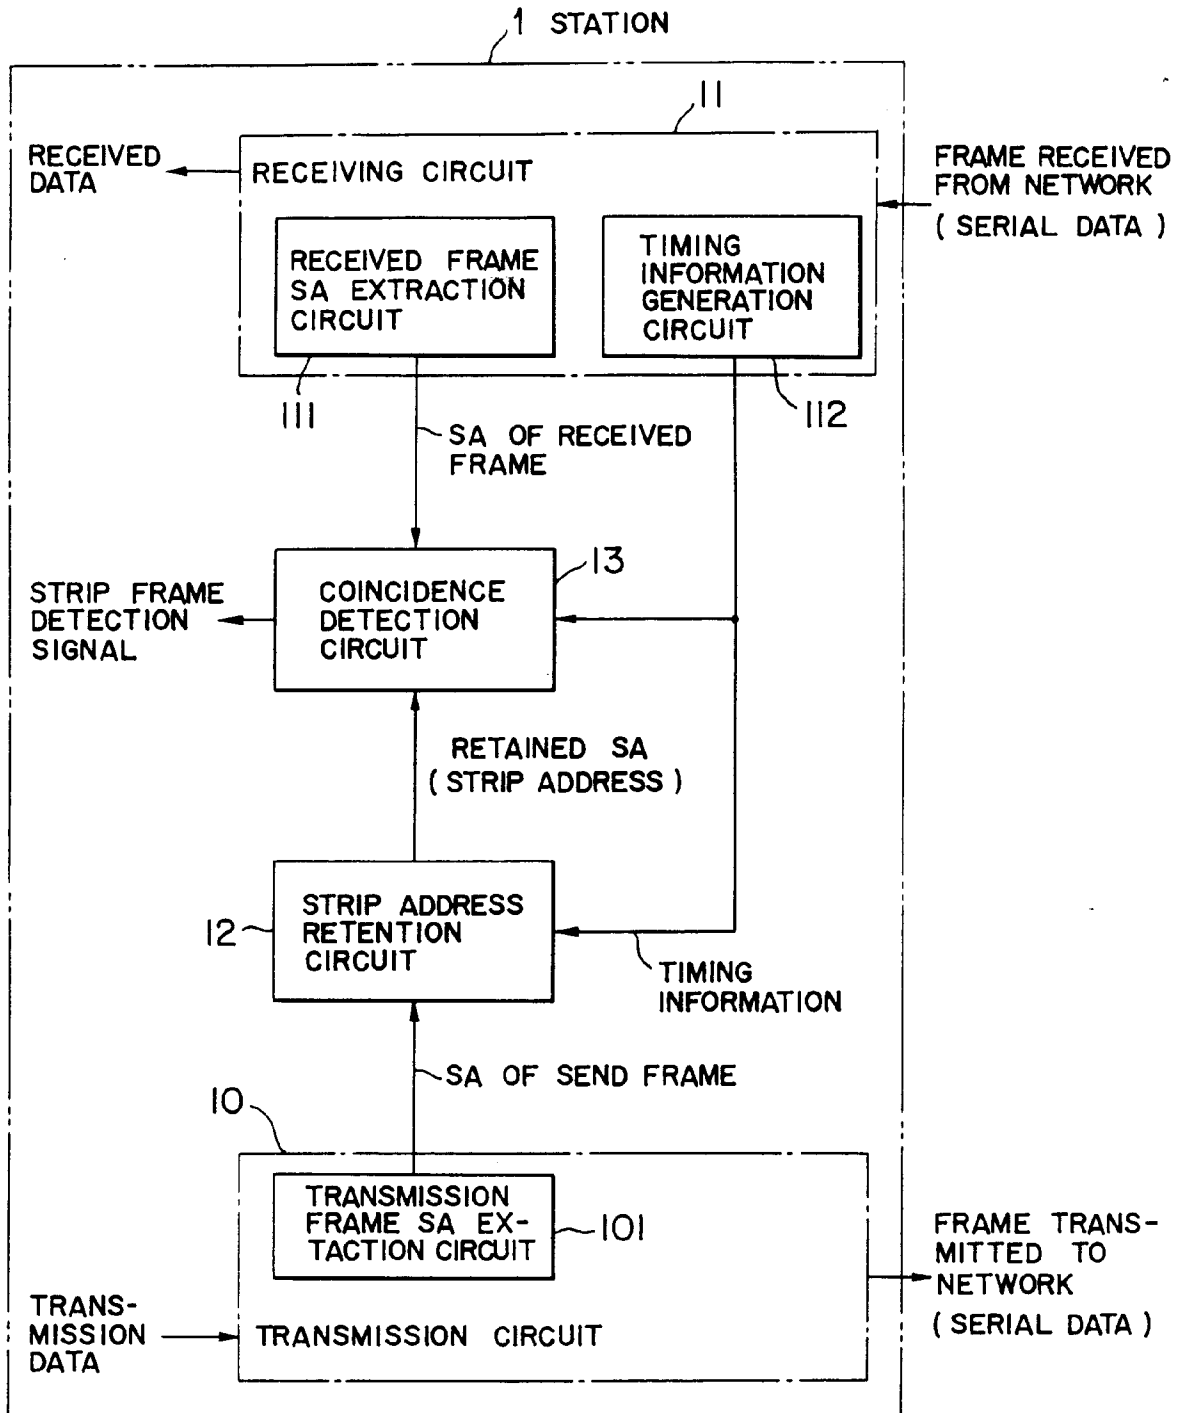 1 STATION
11
RECEIVED
DATA
RECEIVING CIRCUIT
FRAME RECEIVED
FROM NETWORK
( SERIAL DATA )
RECEIVED FRAME
SA EXTRACTION
CIRCUIT
TIMING
INFORMATION
GENERATION
CIRCUIT
111
112
SA OF RECEIVED
FRAME
13
STRIP FRAME
DETECTION
SIGNAL
COINCIDENCE
DETECTION
CIRCUIT
RETAINED SA
( STRIP ADDRESS )
12
STRIP ADDRESS
RETENTION
CIRCUIT
TIMING
INFORMATION
SA OF SEND FRAME
10
TRANSMISSION
FRAME SA EX-
TACTION CIRCUIT
101
FRAME TRANS-
MITTED TO
NETWORK
( SERIAL DATA )
TRANS-
MISSION
DATA
TRANSMISSION CIRCUIT